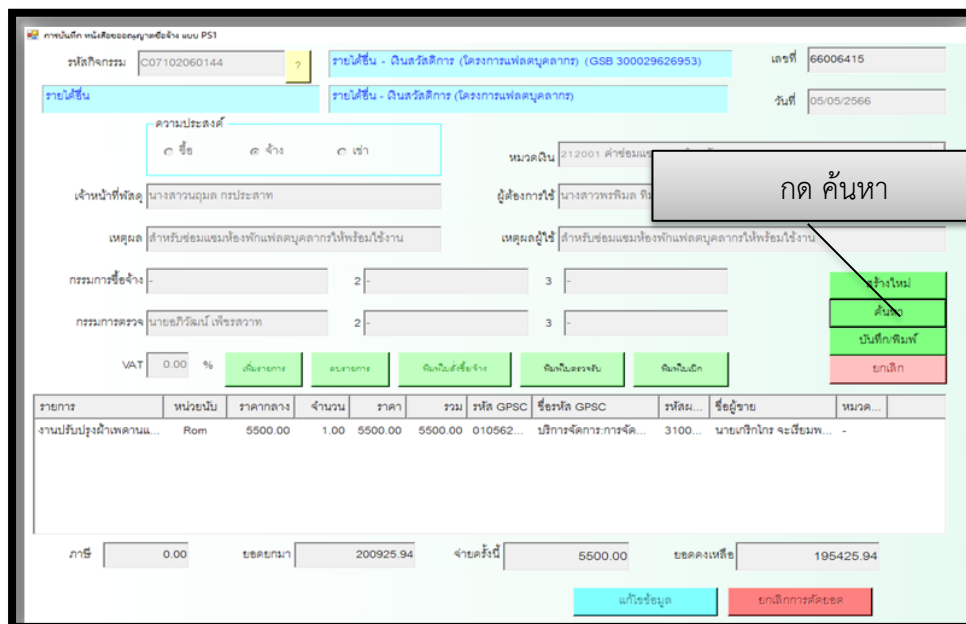 การบันทึก หนังสือขออนุญาตซื้อจ้าง แบบ PS1
รหัสกิจกรรม C07102060144 ? รายได้อื่น - เงินสวัสดิการ (โครงการแฟลตบุคลากร) (GSB 300029626953) เลขที่ 66006415
รายได้อื่น รายได้อื่น - เงินสวัสดิการ (โครงการแฟลตบุคลากร) วันที่ 05/05/2566
ความประสงค์
ซื้อ จ้าง เช่า
หมวดเงิน 212001 ค่าซ่อมแซม
กด ค้นหา
เจ้าหน้าที่พัสดุ นางสาวนฤมล กรประสาท ผู้ต้องการใช้ นางสาวพรพิมล
เหตุผล สำหรับซ่อมแซมห้องพักแฟลตบุคลากรให้พร้อมใช้งาน เหตุผลผู้ใช้ สำหรับซ่อมแซมห้องพักแฟลตบุคลากรให้พร้อมใช้งาน
กรรมการซื้อจ้าง - 2 - 3 - สร้างใหม่
ค้นหา
กรรมการตรวจ นายอภิวัฒน์ เพ็ชรสวาท 2 - 3 -
บันทึก/พิมพ์
VAT 0.00 % เพิ่มรายการ ลบรายการ พิมพ์ใบสั่งซื้อ/จ้าง พิมพ์ใบตรวจรับ พิมพ์ใบเบิก ยกเลิก
รายการ หน่วยนับ ราคากลาง จำนวน ราคา รวม รหัส GPSC ชื่อรหัส GPSC รหัสผ... ชื่อผู้ขาย หมวด...
งานปรับปรุงฝ้าเพดานแ... Rom 5500.00 1.00 5500.00 5500.00 010562... บริการจัดการ:การจัด... 3100... นายเกริกไกร จะเรียมพ... -
ภาษี 0.00 ยอดยกมา 200925.94 จ่ายครั้งนี้ 5500.00 ยอดคงเหลือ 195425.94
แก้ไขข้อมูล ยกเลิกการตัดยอด